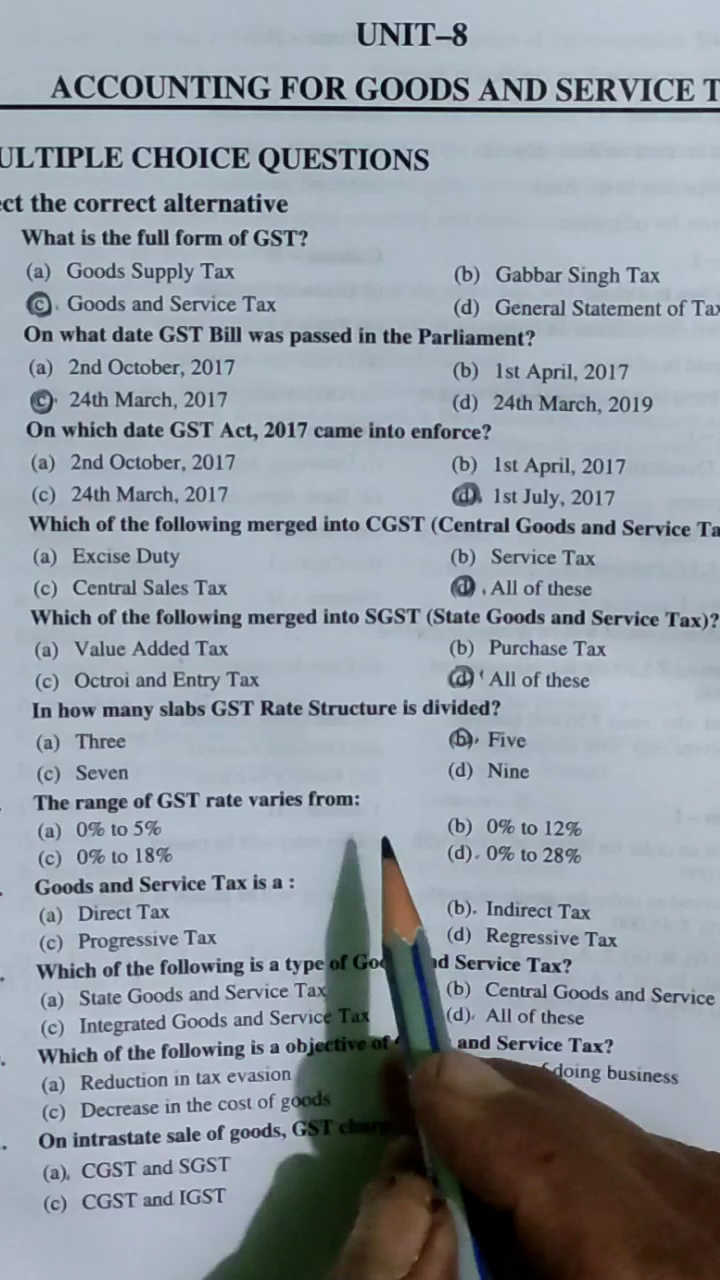 UNIT–8
ACCOUNTING FOR GOODS AND SERVICE T
ULTIPLE CHOICE QUESTIONS
ct the correct alternative
What is the full form of GST?
(a) Goods Supply Tax (b) Gabbar Singh Tax
(c). Goods and Service Tax (d) General Statement of Tax
On what date GST Bill was passed in the Parliament?
(a) 2nd October, 2017 (b) 1st April, 2017
(c) 24th March, 2017 (d) 24th March, 2019
On which date GST Act, 2017 came into enforce?
(a) 2nd October, 2017 (b) 1st April, 2017
(c) 24th March, 2017 (d) 1st July, 2017
Which of the following merged into CGST (Central Goods and Service Ta
(a) Excise Duty (b) Service Tax
(c) Central Sales Tax (d) All of these
Which of the following merged into SGST (State Goods and Service Tax)?
(a) Value Added Tax (b) Purchase Tax
(c) Octroi and Entry Tax (d) All of these
In how many slabs GST Rate Structure is divided?
(a) Three (b) Five
(c) Seven (d) Nine
The range of GST rate varies from:
(a) 0% to 5% (b) 0% to 12%
(c) 0% to 18% (d). 0% to 28%
Goods and Service Tax is a :
(a) Direct Tax (b). Indirect Tax
(c) Progressive Tax (d) Regressive Tax
Which of the following is a type of Goo nd Service Tax?
(a) State Goods and Service Tax (b) Central Goods and Service
(c) Integrated Goods and Service Tax (d). All of these
Which of the following is a objective of and Service Tax?
(a) Reduction in tax evasion doing business
(c) Decrease in the cost of goods
On intrastate sale of goods, GST
(a). CGST and SGST
(c) CGST and IGST